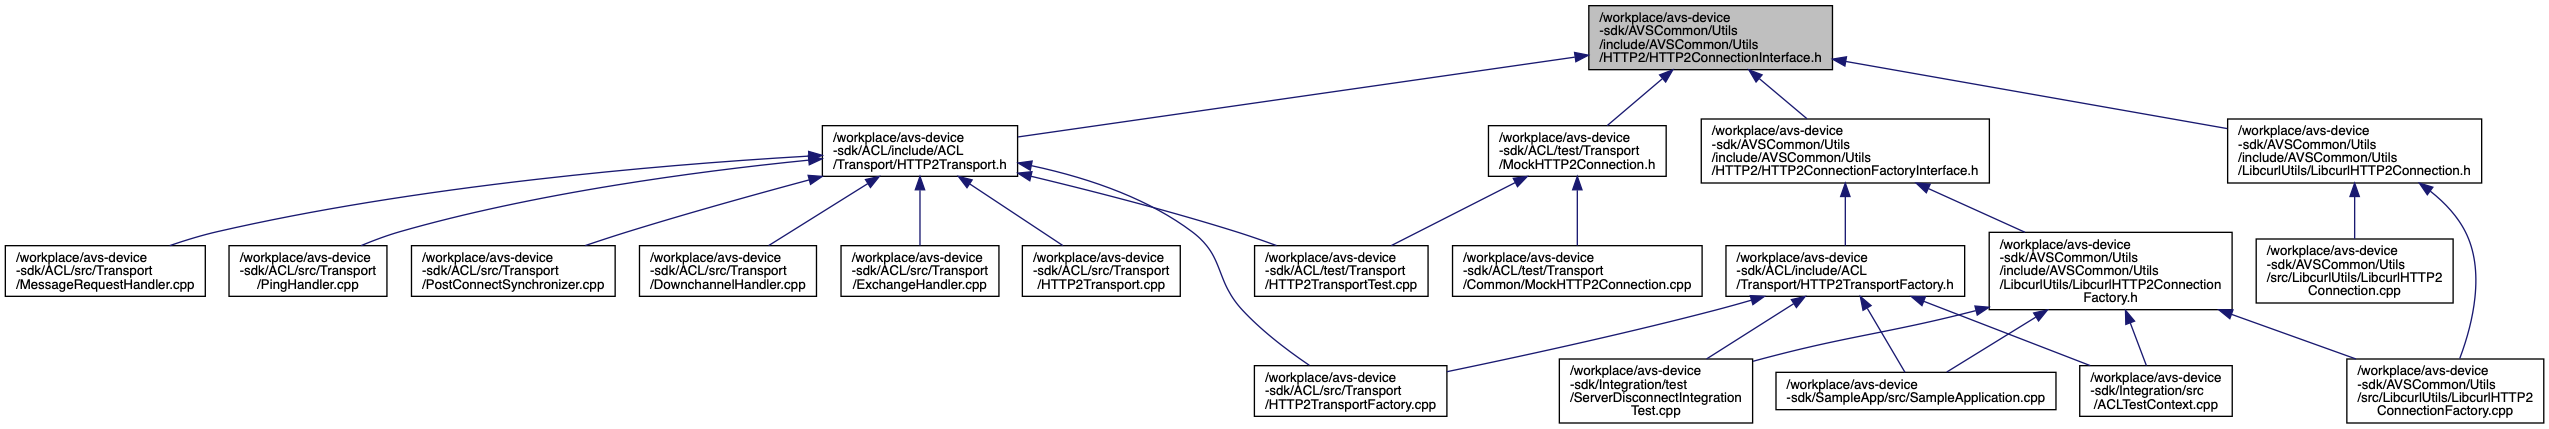 /workplace/avs-device
-sdk/AVSCommon/Utils
/include/AVSCommon/Utils
/HTTP2/HTTP2ConnectionInterface.h
/workplace/avs-device
-sdk/ACL/include/ACL
/Transport/HTTP2Transport.h
/workplace/avs-device
-sdk/ACL/test/Transport
/MockHTTP2Connection.h
/workplace/avs-device
-sdk/AVSCommon/Utils
/include/AVSCommon/Utils
/HTTP2/HTTP2ConnectionFactoryInterface.h
/workplace/avs-device
-sdk/AVSCommon/Utils
/include/AVSCommon/Utils
/LibcurlUtils/LibcurlHTTP2Connection.h
/workplace/avs-device
-sdk/ACL/src/Transport
/MessageRequestHandler.cpp
/workplace/avs-device
-sdk/ACL/src/Transport
/PingHandler.cpp
/workplace/avs-device
-sdk/ACL/src/Transport
/PostConnectSynchronizer.cpp
/workplace/avs-device
-sdk/ACL/src/Transport
/DownchannelHandler.cpp
/workplace/avs-device
-sdk/ACL/src/Transport
/ExchangeHandler.cpp
/workplace/avs-device
-sdk/ACL/src/Transport
/HTTP2Transport.cpp
/workplace/avs-device
-sdk/ACL/test/Transport
/HTTP2TransportTest.cpp
/workplace/avs-device
-sdk/ACL/test/Transport
/Common/MockHTTP2Connection.cpp
/workplace/avs-device
-sdk/ACL/include/ACL
/Transport/HTTP2TransportFactory.h
/workplace/avs-device
-sdk/AVSCommon/Utils
/include/AVSCommon/Utils
/LibcurlUtils/LibcurlHTTP2Connection
Factory.h
/workplace/avs-device
-sdk/AVSCommon/Utils
/src/LibcurlUtils/LibcurlHTTP2
Connection.cpp
/workplace/avs-device
-sdk/ACL/src/Transport
/HTTP2TransportFactory.cpp
/workplace/avs-device
-sdk/Integration/test
/ServerDisconnectIntegration
Test.cpp
/workplace/avs-device
-sdk/SampleApp/src/SampleApplication.cpp
/workplace/avs-device
-sdk/Integration/src
/ACLTestContext.cpp
/workplace/avs-device
-sdk/AVSCommon/Utils
/src/LibcurlUtils/LibcurlHTTP2
ConnectionFactory.cpp